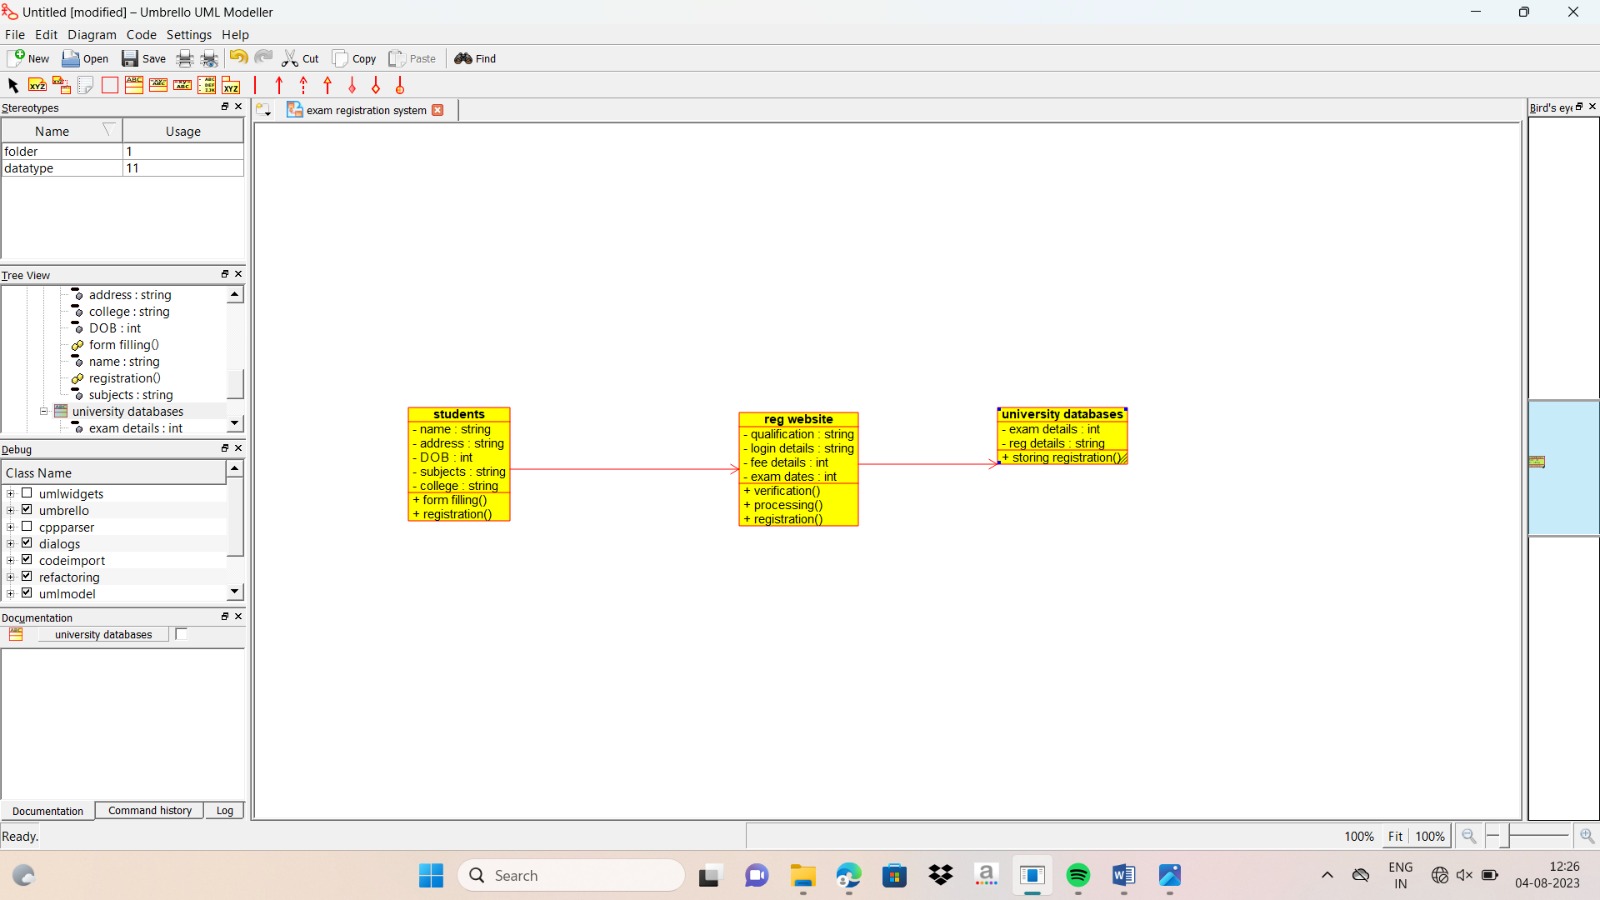 Untitled [modified] – Umbrello UML Modeller
File Edit Diagram Code Settings Help
New Open Save Cut Copy Paste Find
Stereotypes
exam registration system
Bird's eye
Name Usage
folder 1
datatype 11
Tree View
address : string
college : string
DOB : int
form filling()
name : string
registration()
subjects : string
university databases
exam details : int
Debug
Class Name
umlwidgets
umbrello
cppparser
dialogs
codeimport
refactoring
umlmodel
Documentation
university databases
students
- name : string
- address : string
- DOB : int
- subjects : string
- college : string
+ form filling()
+ registration()
reg website
- qualification : string
- login details : string
- fee details : int
- exam dates : int
+ verification()
+ processing()
+ registration()
university databases
- exam details : int
- reg details : string
+ storing registration()
Documentation Command history Log
Ready.
100% Fit 100%
Search
ENG
IN
12:26
04-08-2023